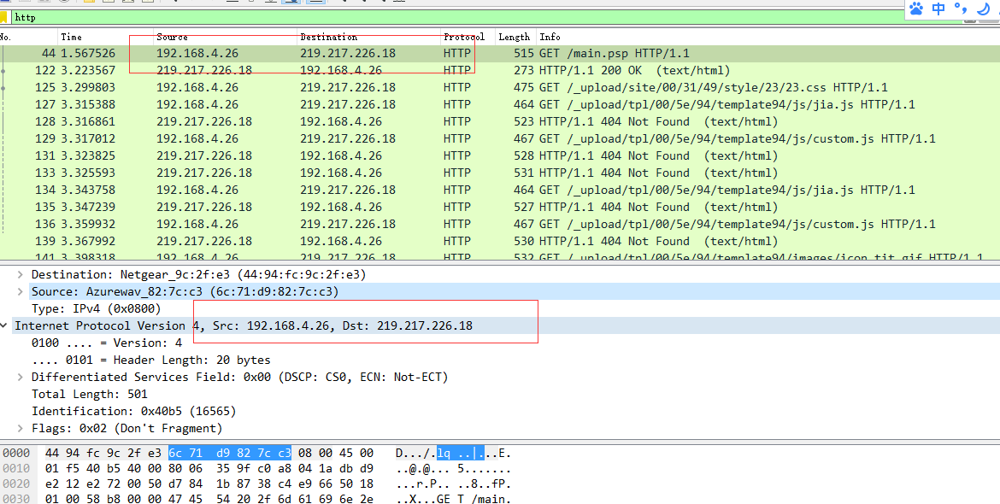 http
中
No. Time Source Destination Protocol Length Info
44 1.567526 192.168.4.26 219.217.226.18 HTTP 515 GET /main.psp HTTP/1.1
122 3.223567 219.217.226.18 192.168.4.26 HTTP 273 HTTP/1.1 200 OK (text/html)
125 3.299803 192.168.4.26 219.217.226.18 HTTP 475 GET /_upload/site/00/31/49/style/23/23.css HTTP/1.1
127 3.315388 192.168.4.26 219.217.226.18 HTTP 464 GET /_upload/tpl/00/5e/94/template94/js/jia.js HTTP/1.1
128 3.316861 219.217.226.18 192.168.4.26 HTTP 523 HTTP/1.1 404 Not Found (text/html)
129 3.317012 192.168.4.26 219.217.226.18 HTTP 467 GET /_upload/tpl/00/5e/94/template94/js/custom.js HTTP/1.1
131 3.323825 219.217.226.18 192.168.4.26 HTTP 528 HTTP/1.1 404 Not Found (text/html)
133 3.325593 219.217.226.18 192.168.4.26 HTTP 531 HTTP/1.1 404 Not Found (text/html)
134 3.343758 192.168.4.26 219.217.226.18 HTTP 464 GET /_upload/tpl/00/5e/94/template94/js/jia.js HTTP/1.1
135 3.347239 219.217.226.18 192.168.4.26 HTTP 527 HTTP/1.1 404 Not Found (text/html)
136 3.359932 192.168.4.26 219.217.226.18 HTTP 467 GET /_upload/tpl/00/5e/94/template94/js/custom.js HTTP/1.1
139 3.367992 219.217.226.18 192.168.4.26 HTTP 530 HTTP/1.1 404 Not Found (text/html)
141 3.398318 192.168.4.26 219.217.226.18 HTTP 532 GET /_upload/tpl/00/5e/94/template94/images/icon_tit.gif HTTP/1.1
Destination: Netgear_9c:2f:e3 (44:94:fc:9c:2f:e3)
Source: Azurewav_82:7c:c3 (6c:71:d9:82:7c:c3)
Type: IPv4 (0x0800)
Internet Protocol Version 4, Src: 192.168.4.26, Dst: 219.217.226.18
0100 .... = Version: 4
.... 0101 = Header Length: 20 bytes
Differentiated Services Field: 0x00 (DSCP: CS0, ECN: Not-ECT)
Total Length: 501
Identification: 0x40b5 (16565)
Flags: 0x02 (Don't Fragment)
0000 44 94 fc 9c 2f e3 6c 71 d9 82 7c c3 08 00 45 00 D.../.lq ..|...E.
0010 01 f5 40 b5 40 00 80 06 35 9f c0 a8 04 1a db d9 ..@.@... 5.......
0020 e2 12 e2 72 00 50 d7 84 1b 87 38 c4 e9 66 50 18 ...r.P.. ..8..fP.
0030 01 00 58 b8 00 00 47 45 54 20 2f 6d 61 69 6e 2e ..X...GE T /main.